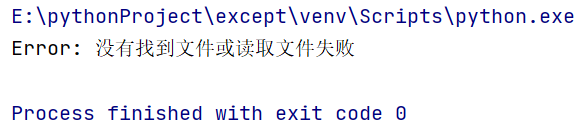 E:\pythonProject\except\venv\Scripts\python.exe
Error: 没有找到文件或读取文件失败
Process finished with exit code 0